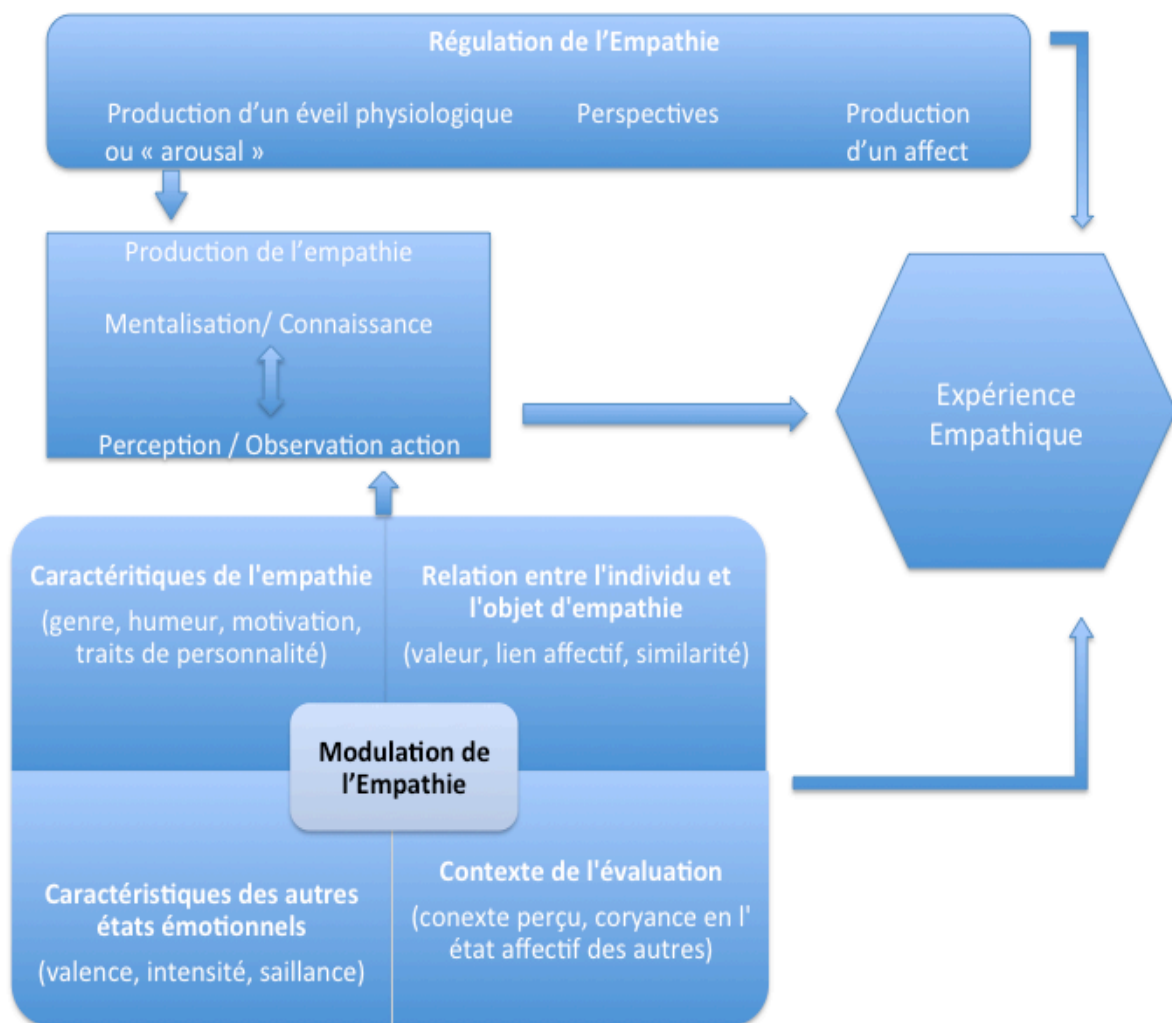 Régulation de l’Empathie
Production d’un éveil physiologique
ou « arousal »
Perspectives
Production
d’un affect
Production de l’empathie
Mentalisation/ Connaissance
Perception / Observation action
Expérience
Empathique
Caractéritiques de l'empathie
(genre, humeur, motivation,
traits de personnalité)
Relation entre l'individu et
l'objet d'empathie
(valeur, lien affectif, similarité)
Modulation de
l’Empathie
Caractéristiques des autres
états émotionnels
(valence, intensité, saillance)
Contexte de l'évaluation
(conexte perçu, coryance en l'
état affectif des autres)